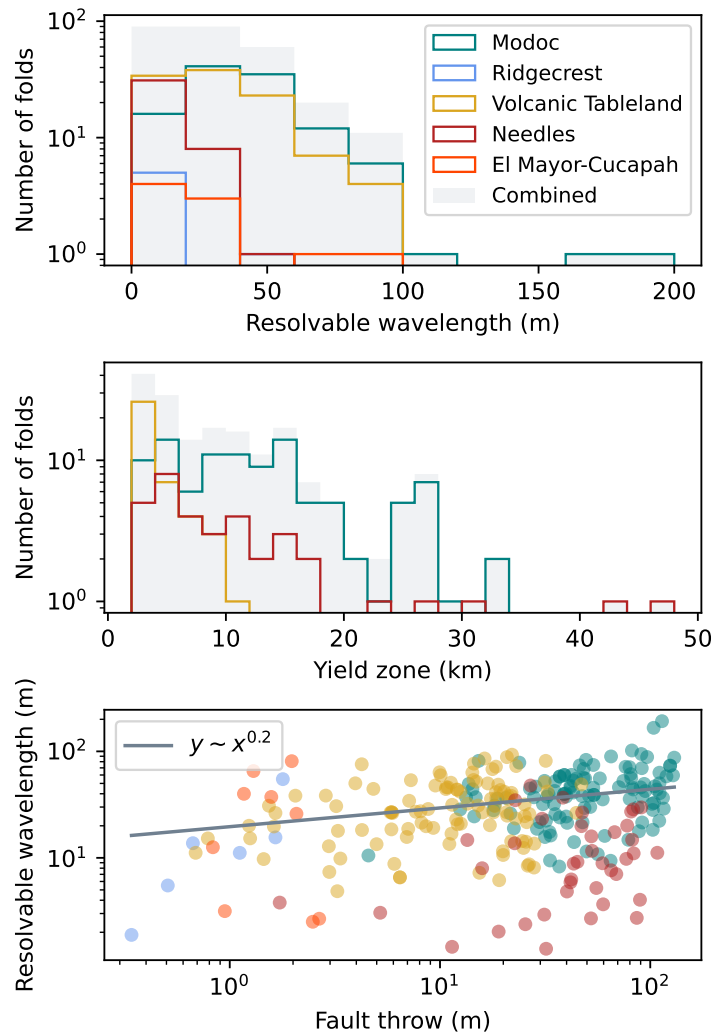 10²
10¹
10⁰
Number of folds
Modoc
Ridgecrest
Volcanic Tableland
Needles
El Mayor-Cucapah
Combined
0 50 100 150 200
Resolvable wavelength (m)
10¹
10⁰
Number of folds
0 10 20 30 40 50
Yield zone (km)
Resolvable wavelength (m)
10²
10¹
y ~ x^0.2
10⁰ 10¹ 10²
Fault throw (m)